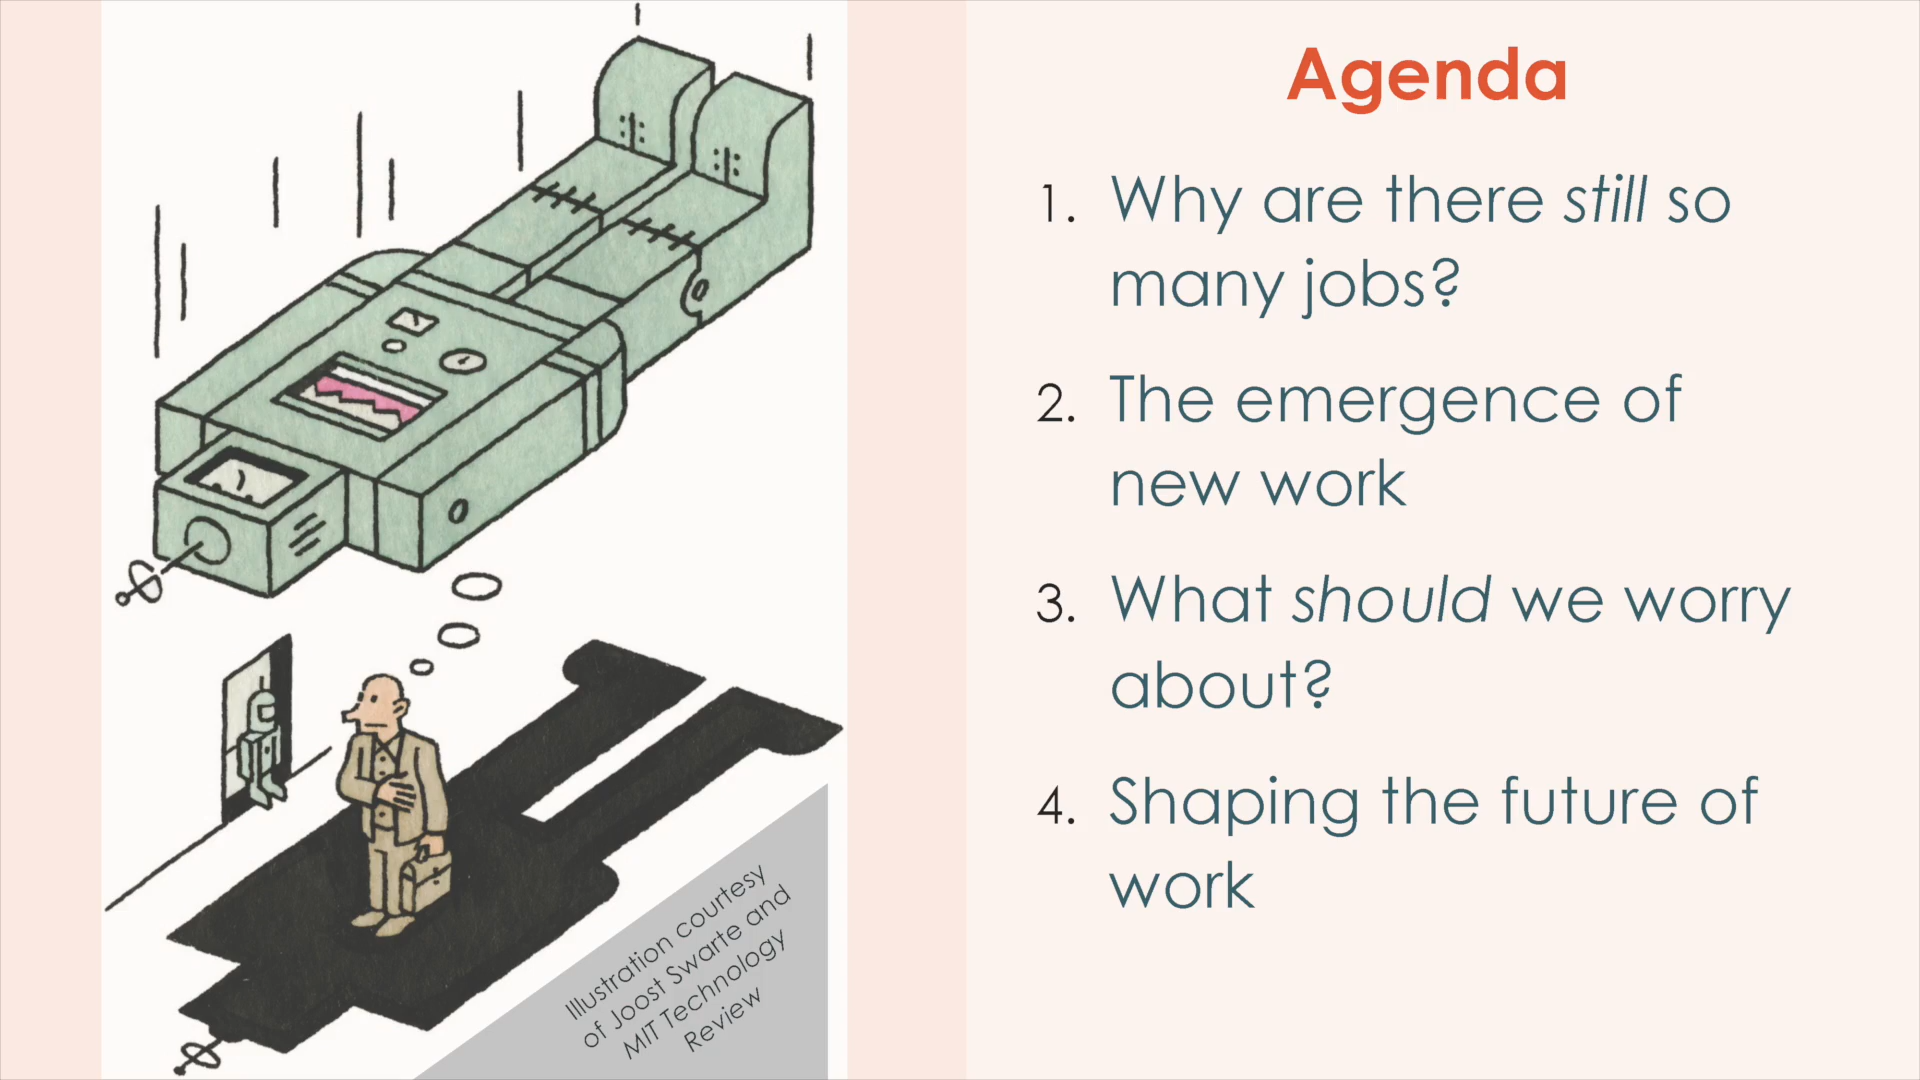 Agenda
1. Why are there still so
many jobs?
2. The emergence of
new work
3. What should we worry
about?
4. Shaping the future of
work
Illustration courtesy
of Joost Swarte and
MIT Technology
Review